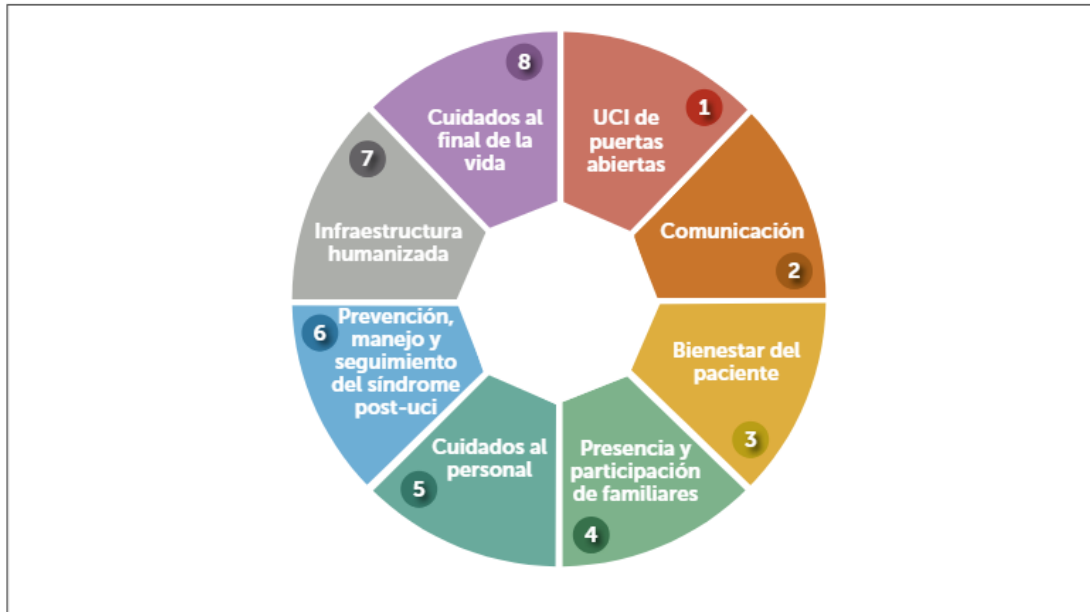 1
UCI de
puertas
abiertas
Comunicación
2
Bienestar del
paciente
3
Presencia y
participación
de familiares
4
Cuidados al
personal
5
6
Prevención,
manejo y
seguimiento
del síndrome
post-uci
7
Infraestructura
humanizada
8
Cuidados al
final de la
vida